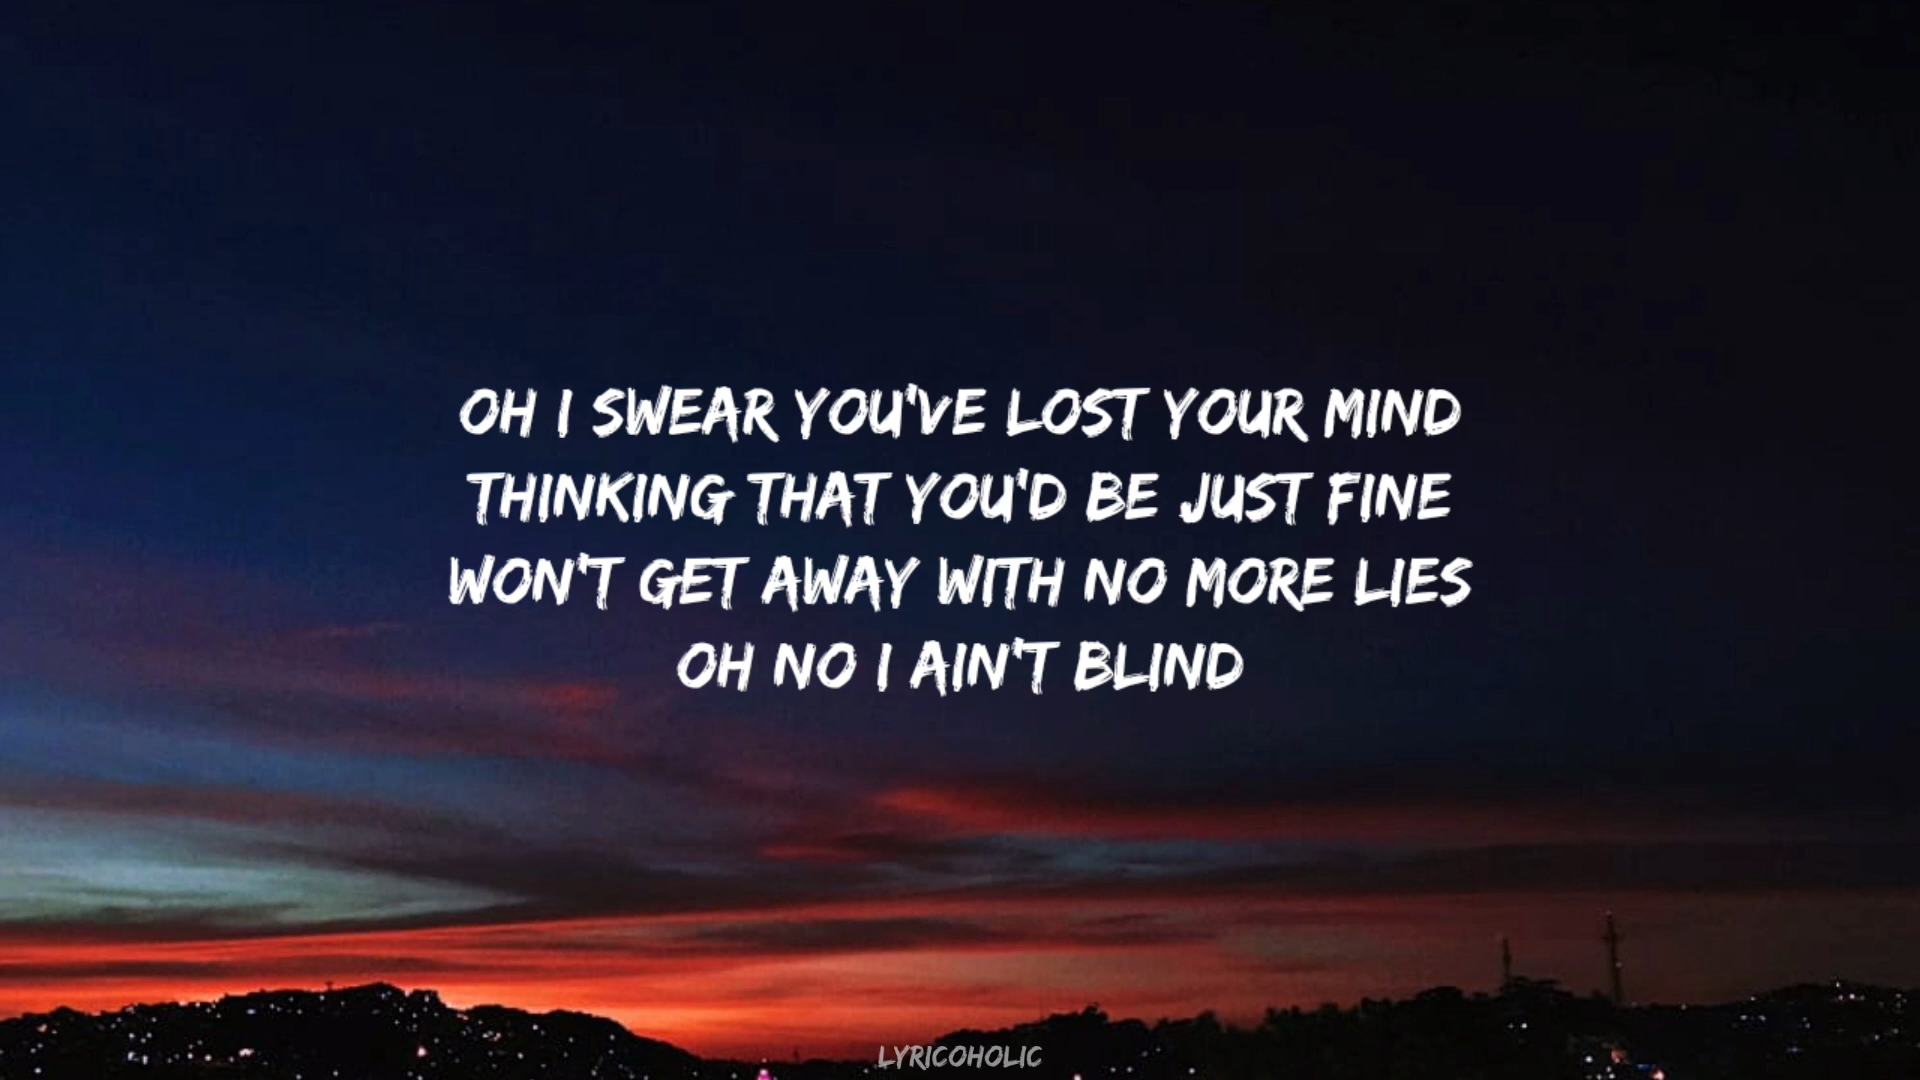 OH I SWEAR YOU'VE LOST YOUR MIND
THINKING THAT YOU'D BE JUST FINE
WON'T GET AWAY WITH NO MORE LIES
OH NO I AIN'T BLIND
LYRICOHOLIC